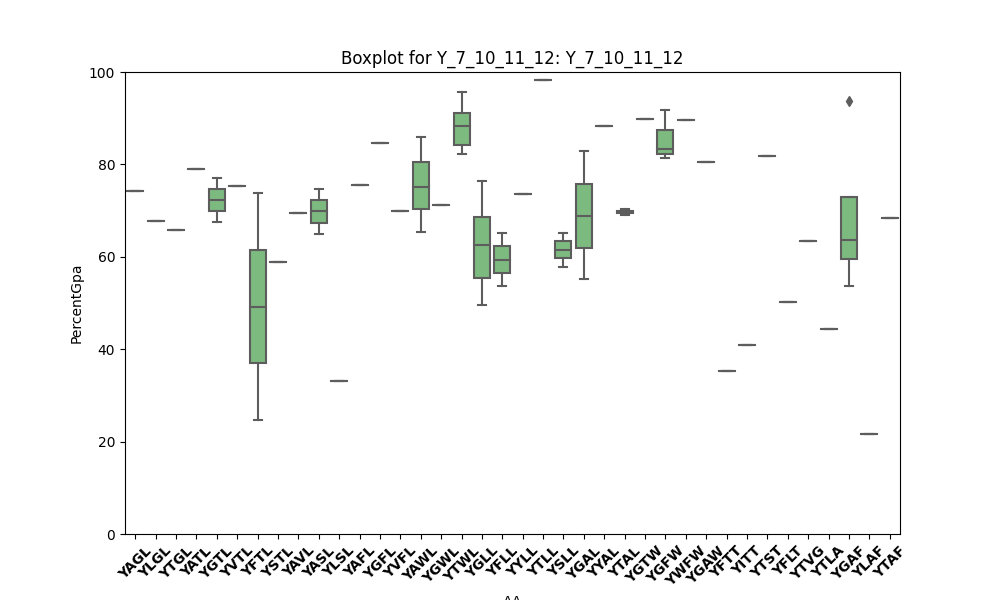 Boxplot for Y_7_10_11_12: Y_7_10_11_12
PercentGpa
100
80
60
40
20
0
YAGL
YLGL
YTGL
YATL
YGTL
YVTL
YFTL
YSTL
YAVL
YASL
YLSL
YAFL
YGFL
YVFL
YAWL
YGWL
YTWL
YGLL
YFLL
YYLL
YTLL
YSLL
YGAL
YYAL
YTAL
YGTW
YGFW
YWFW
YGAW
YFTT
YITT
YTST
YFLT
YTVG
YTLA
YGAF
YLAF
YTAF